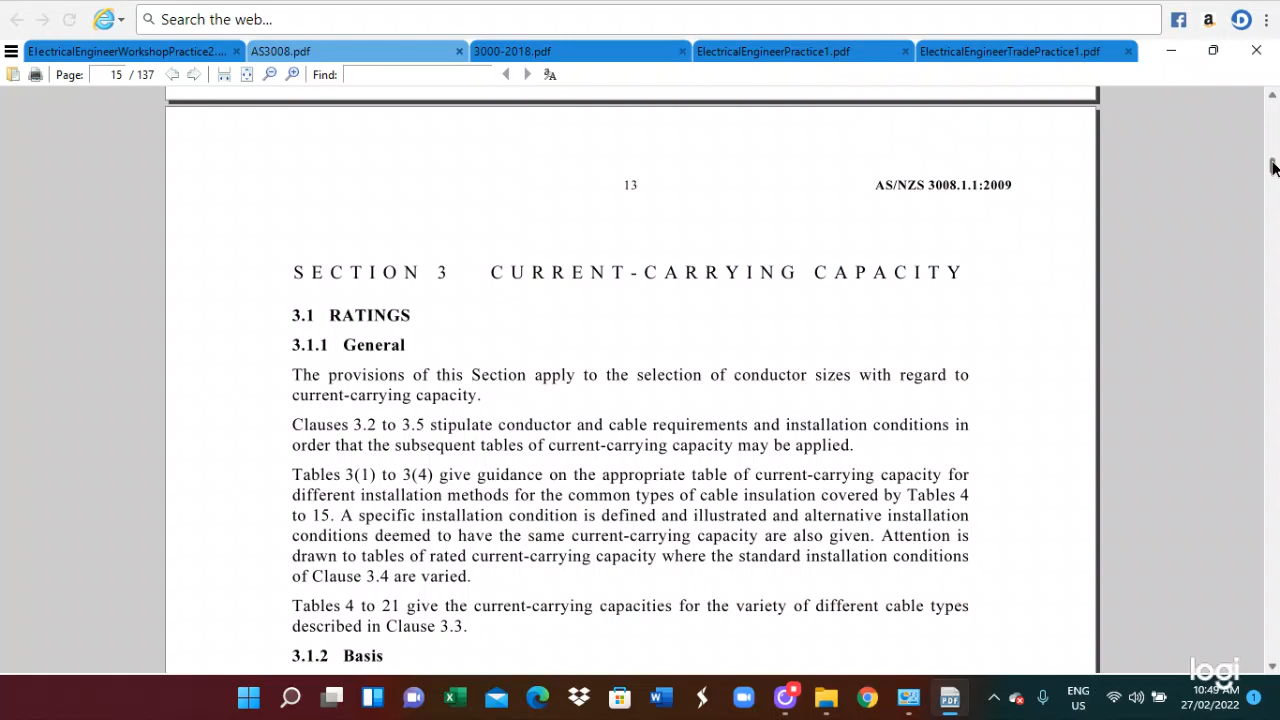 Search the web...
ElectricalEngineerWorkshopPractice2....
AS3008.pdf
3000-2018.pdf
ElectricalEngineerPractice1.pdf
ElectricalEngineerTradePractice1.pdf
Page: 15 / 137 Find:
13 AS/NZS 3008.1.1:2009
SECTION 3 CURRENT-CARRYING CAPACITY
3.1 RATINGS
3.1.1 General
The provisions of this Section apply to the selection of conductor sizes with regard to
current-carrying capacity.
Clauses 3.2 to 3.5 stipulate conductor and cable requirements and installation conditions in
order that the subsequent tables of current-carrying capacity may be applied.
Tables 3(1) to 3(4) give guidance on the appropriate table of current-carrying capacity for
different installation methods for the common types of cable insulation covered by Tables 4
to 15. A specific installation condition is defined and illustrated and alternative installation
conditions deemed to have the same current-carrying capacity are also given. Attention is
drawn to tables of rated current-carrying capacity where the standard installation conditions
of Clause 3.4 are varied.
Tables 4 to 21 give the current-carrying capacities for the variety of different cable types
described in Clause 3.3.
3.1.2 Basis
logi
ENG
US
10:49 AM
27/02/2022